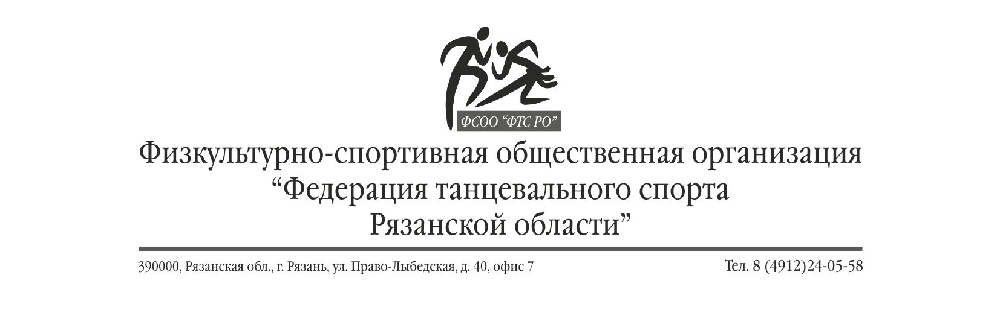 ФСОО “ФТС РО”
Физкультурно-спортивная общественная организация
“Федерация танцевального спорта
Рязанской области”
390000, Рязанская обл., г. Рязань, ул. Право-Лыбедская, д. 40, офис 7 Тел. 8 (4912)24-05-58